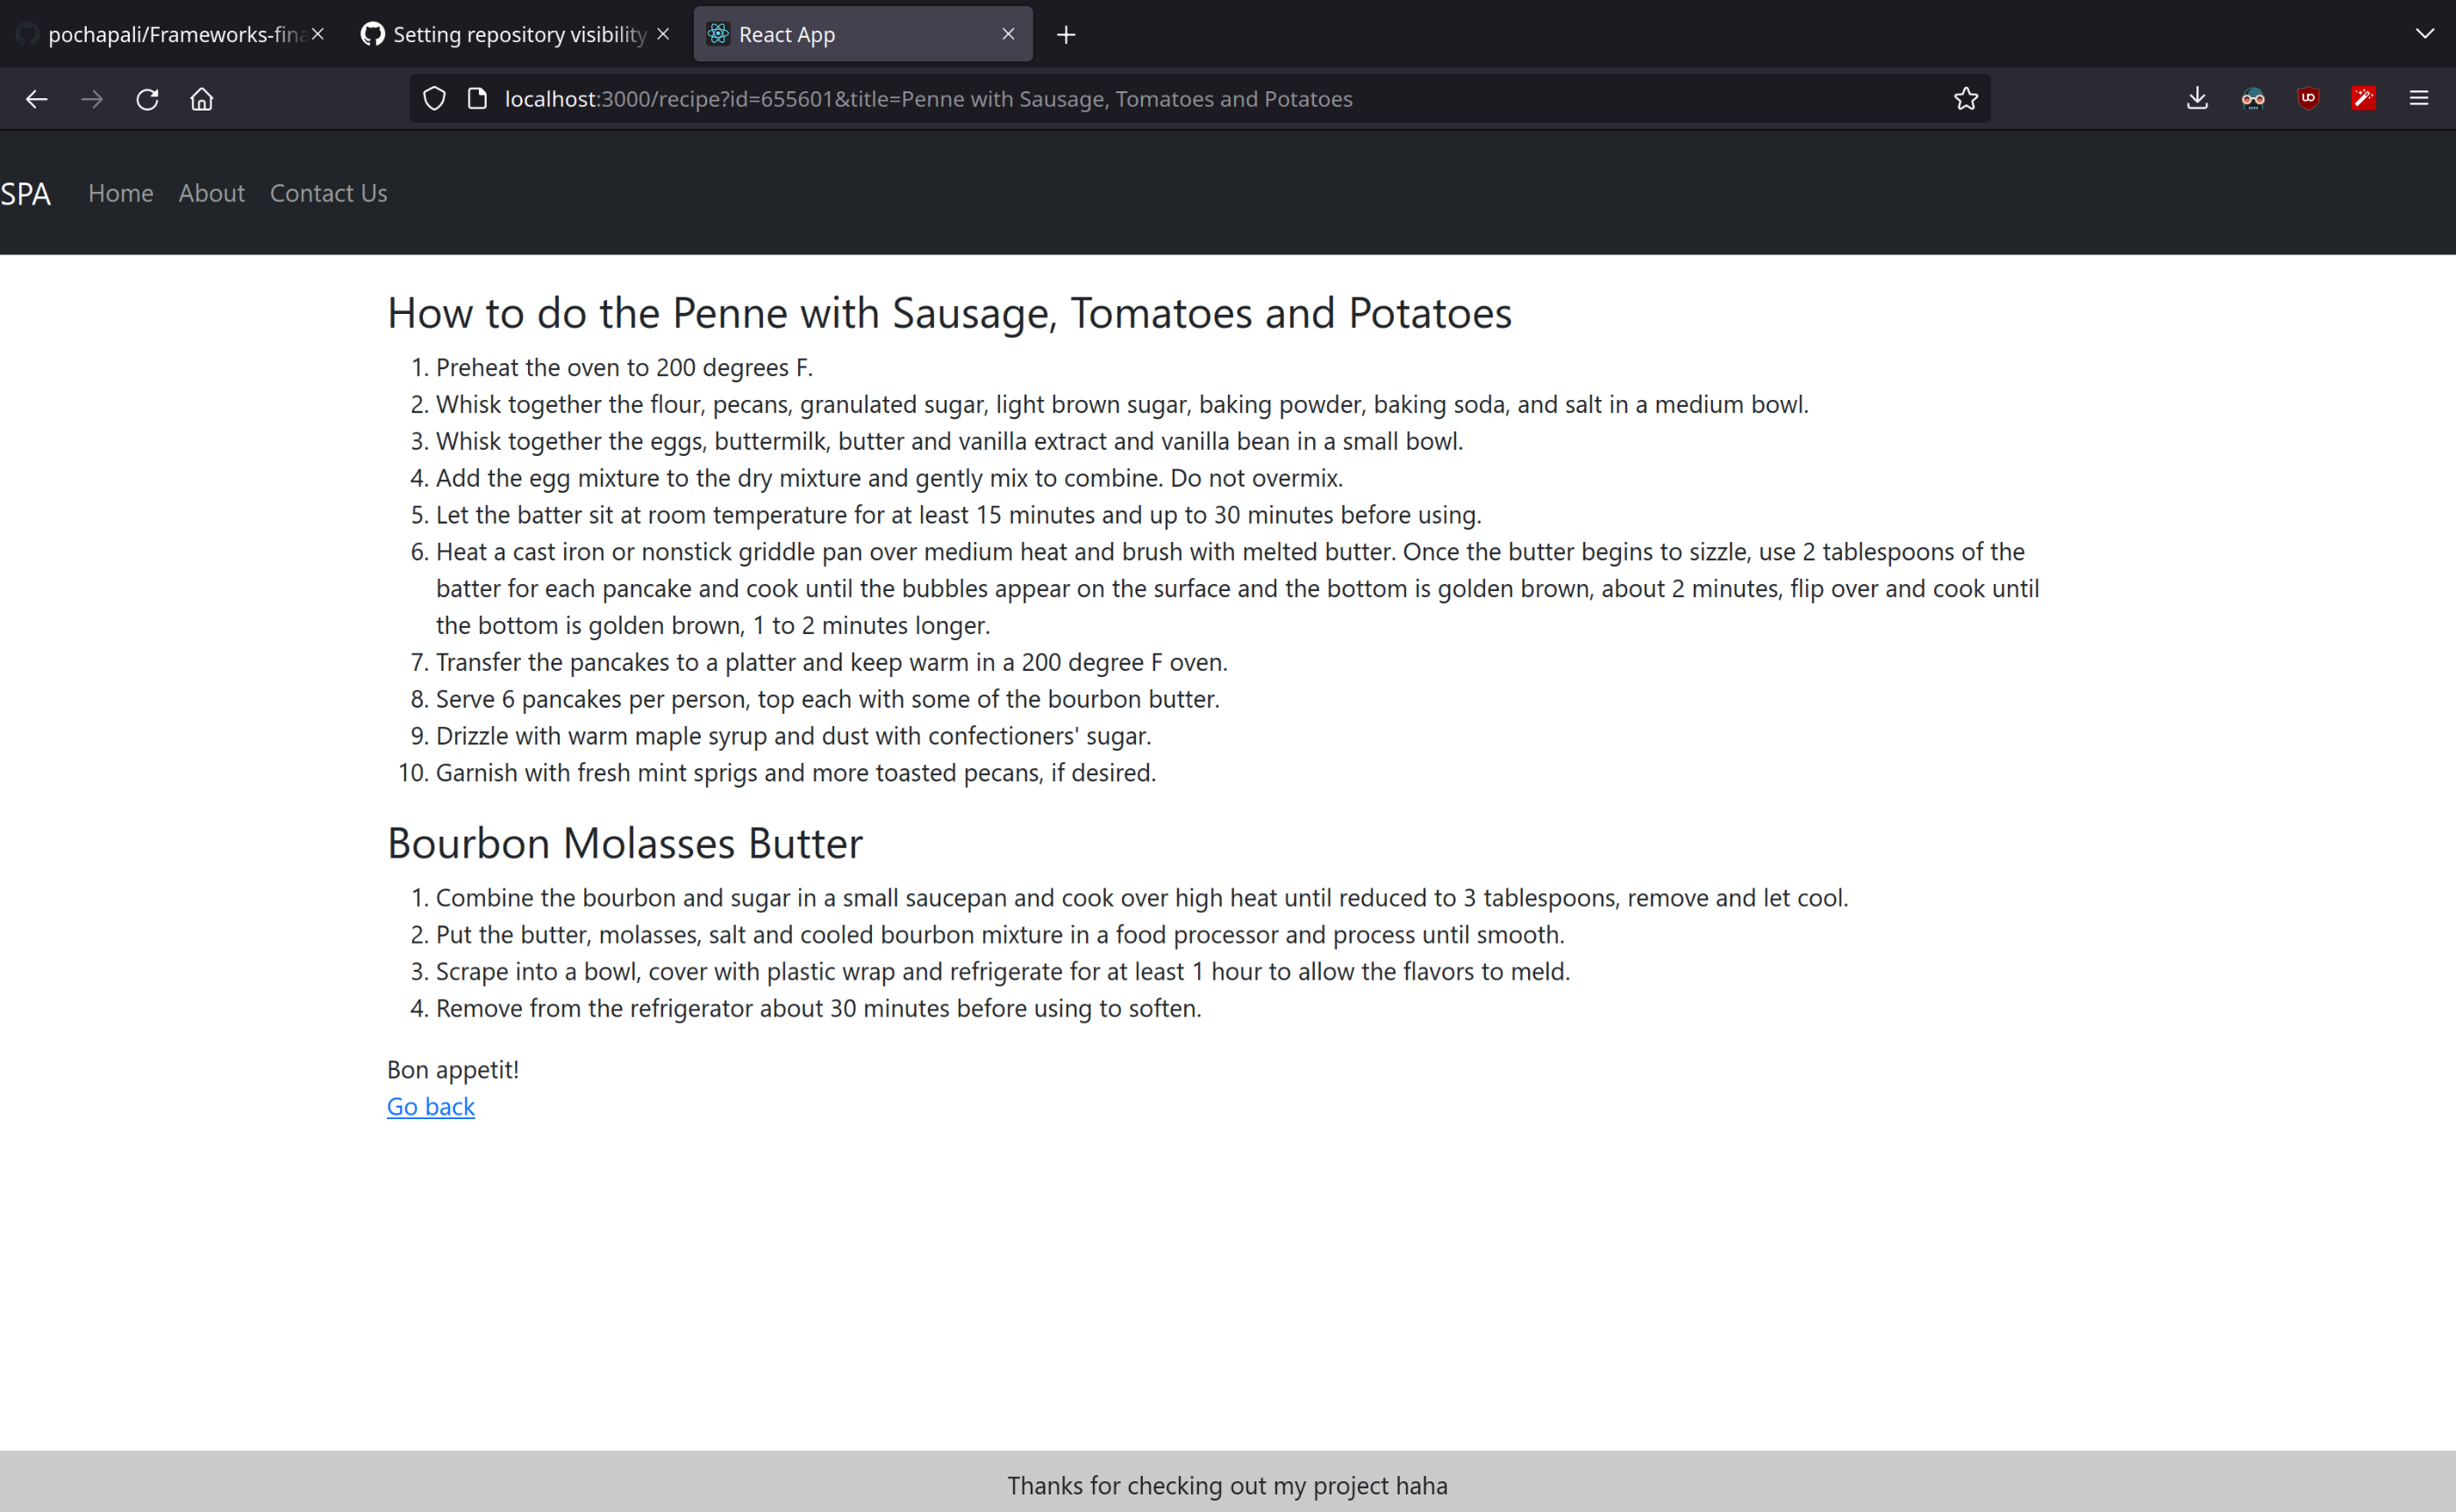 pochapali/Frameworks-fina
Setting repository visibility
React App
localhost:3000/recipe?id=655601&title=Penne with Sausage, Tomatoes and Potatoes
SPA Home About Contact Us
How to do the Penne with Sausage, Tomatoes and Potatoes
1. Preheat the oven to 200 degrees F.
2. Whisk together the flour, pecans, granulated sugar, light brown sugar, baking powder, baking soda, and salt in a medium bowl.
3. Whisk together the eggs, buttermilk, butter and vanilla extract and vanilla bean in a small bowl.
4. Add the egg mixture to the dry mixture and gently mix to combine. Do not overmix.
5. Let the batter sit at room temperature for at least 15 minutes and up to 30 minutes before using.
6. Heat a cast iron or nonstick griddle pan over medium heat and brush with melted butter. Once the butter begins to sizzle, use 2 tablespoons of the
batter for each pancake and cook until the bubbles appear on the surface and the bottom is golden brown, about 2 minutes, flip over and cook until
the bottom is golden brown, 1 to 2 minutes longer.
7. Transfer the pancakes to a platter and keep warm in a 200 degree F oven.
8. Serve 6 pancakes per person, top each with some of the bourbon butter.
9. Drizzle with warm maple syrup and dust with confectioners' sugar.
10. Garnish with fresh mint sprigs and more toasted pecans, if desired.
Bourbon Molasses Butter
1. Combine the bourbon and sugar in a small saucepan and cook over high heat until reduced to 3 tablespoons, remove and let cool.
2. Put the butter, molasses, salt and cooled bourbon mixture in a food processor and process until smooth.
3. Scrape into a bowl, cover with plastic wrap and refrigerate for at least 1 hour to allow the flavors to meld.
4. Remove from the refrigerator about 30 minutes before using to soften.
Bon appetit!
Go back
Thanks for checking out my project haha